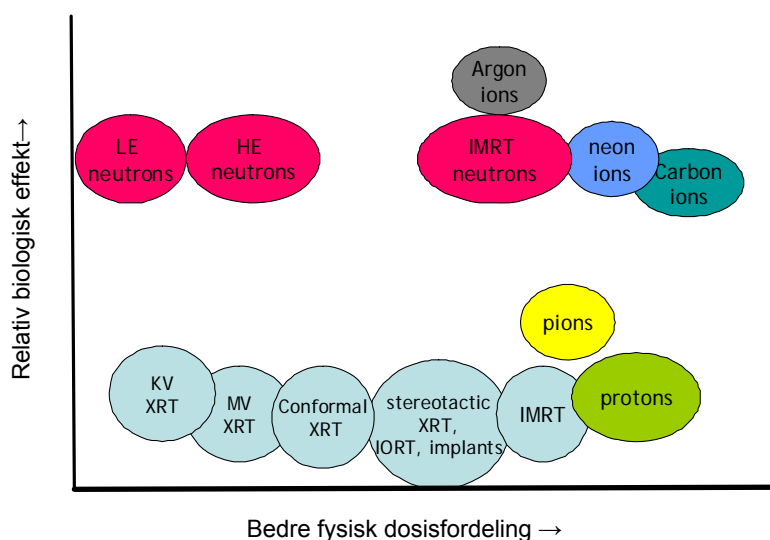 Relativ biologisk effekt→
Argon
ions
LE
neutrons
HE
neutrons
IMRT
neutrons
neon
ions
Carbon
ions
pions
KV
XRT
MV
XRT
Conformal
XRT
stereotactic
XRT,
IORT, implants
IMRT
protons
Bedre fysisk dosisfordeling →